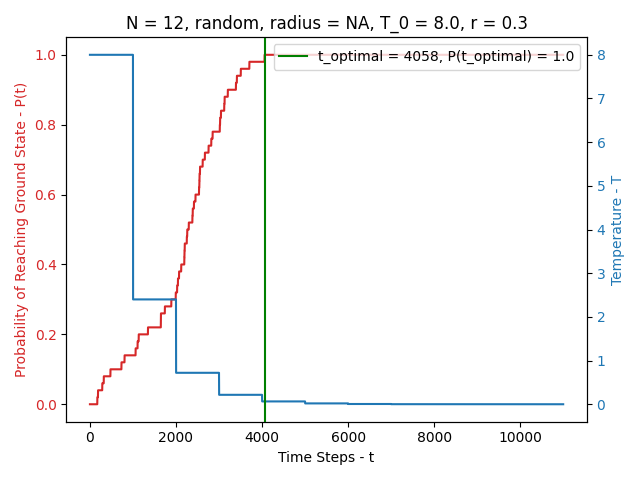 N = 12, random, radius = NA, T_0 = 8.0, r = 0.3
t_optimal = 4058, P(t_optimal) = 1.0
Probability of Reaching Ground State - P(t)
1.0
0.8
0.6
0.4
0.2
0.0
8
7
6
5
4
3
2
1
0
Temperature - T
0 2000 4000 6000 8000 10000
Time Steps - t